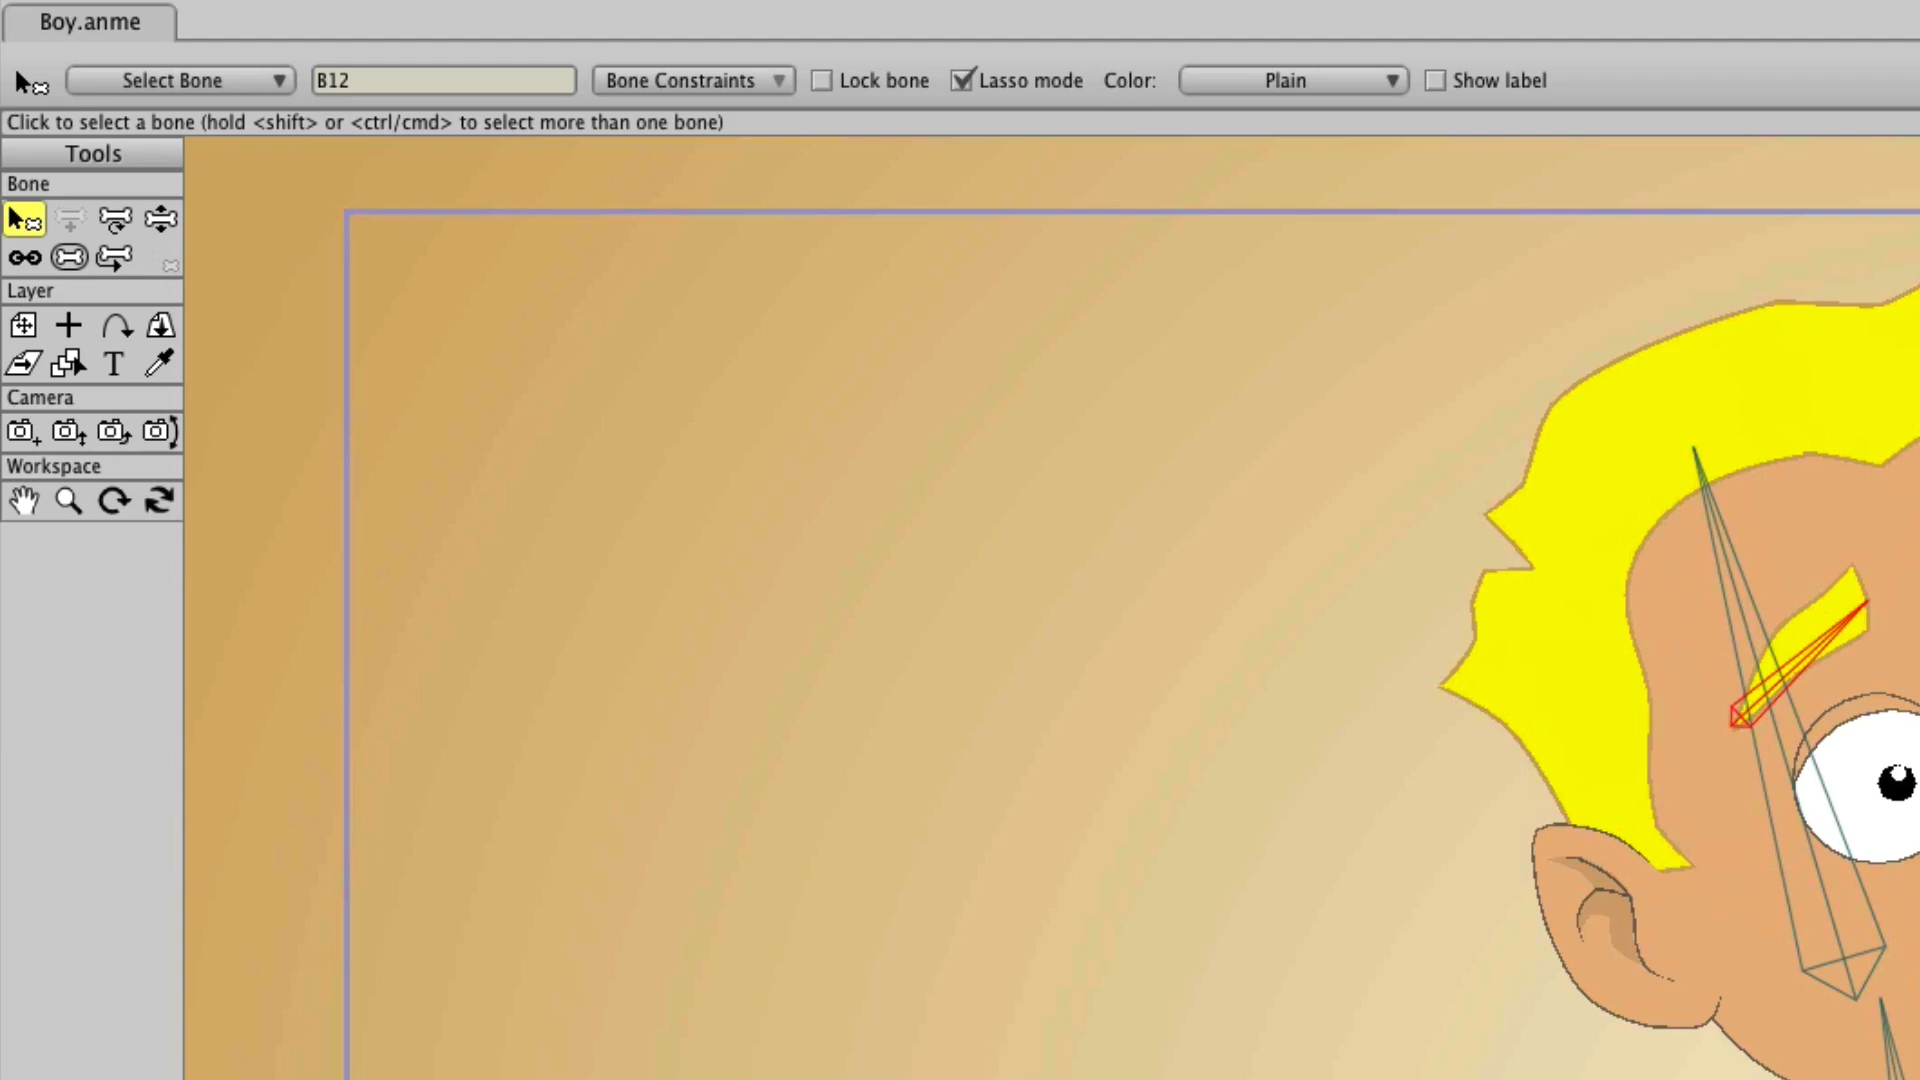 Boy.anme
Select Bone B12 Bone Constraints Lock bone Lasso mode Color: Plain Show label
Click to select a bone (hold <shift> or <ctrl/cmd> to select more than one bone)
Tools
Bone
Layer
T
Camera
Workspace